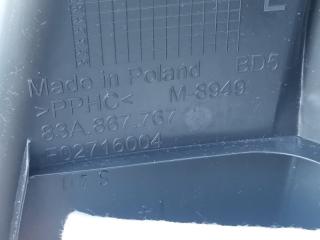 L
Made in Poland BD5
>PPHC< M-8949
83A.867.767
F02716004